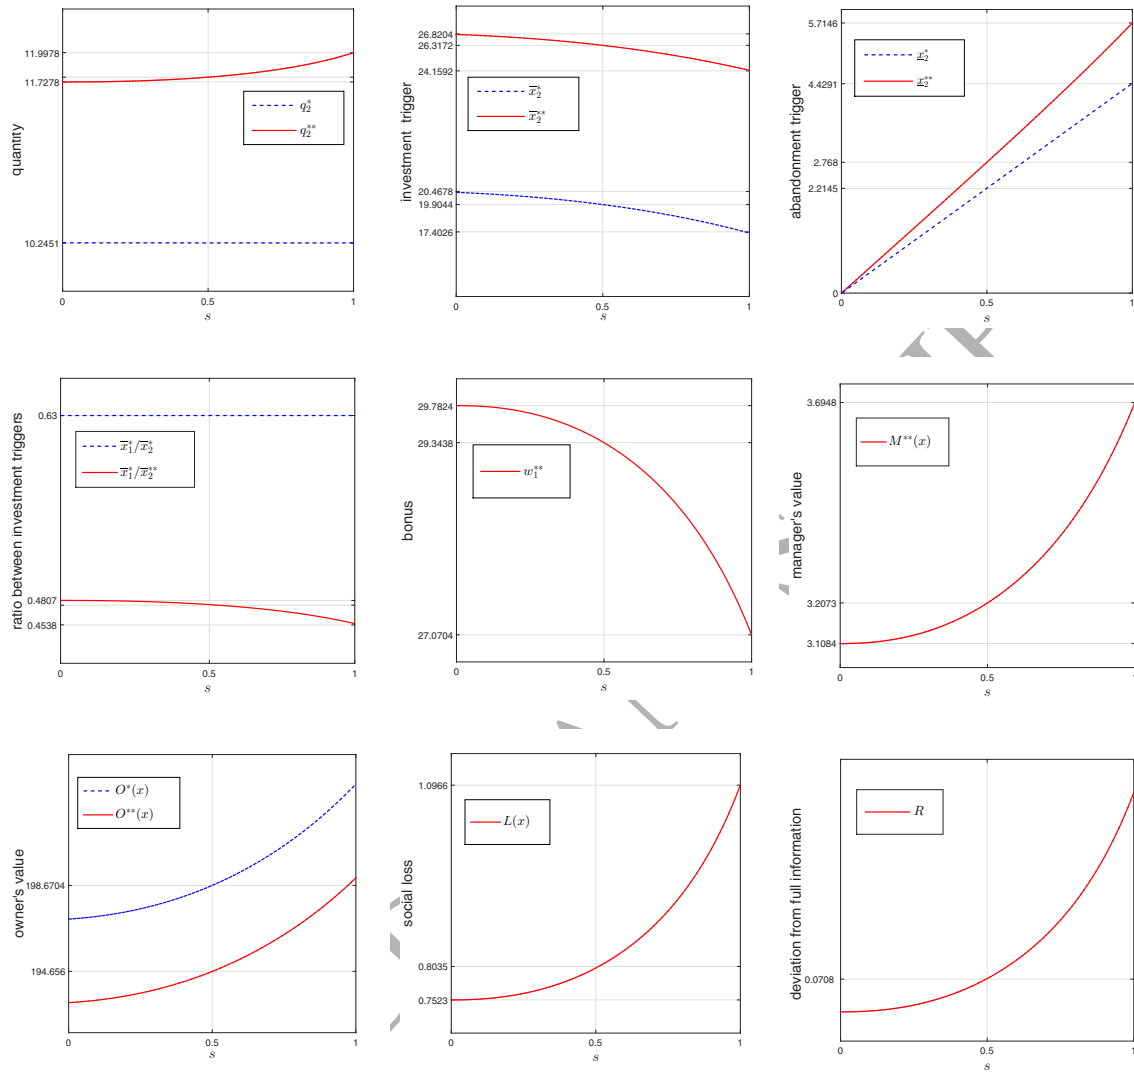 quantity
11.9978
11.7278
10.2451
q₂*
q₂**
0
0.5
1
s
investment trigger
26.8204
26.3172
24.1592
20.4678
19.9044
17.4026
x̅₂*
x̅₂**
0
0.5
1
s
abandonment trigger
5.7146
4.4291
2.768
2.2145
0
x̲₂*
x̲₂**
0
0.5
1
s
ratio between investment triggers
0.63
0.4807
0.4538
x̅₁*/x̅₂*
x̅₁*/x̅₂**
0
0.5
1
s
bonus
29.7824
29.3438
27.0704
w₁**
0
0.5
1
s
manager's value
3.6948
3.2073
3.1084
M**(x)
0
0.5
1
s
owner's value
198.6704
194.656
O*(x)
O**(x)
0
0.5
1
s
social loss
1.0966
0.8035
0.7523
L(x)
0
0.5
1
s
deviation from full information
0.0708
R
0
0.5
1
s